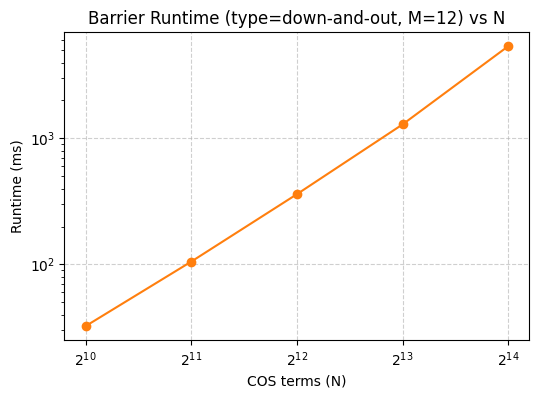 Barrier Runtime (type=down-and-out, M=12) vs N
Runtime (ms)
10³
10²
2¹⁰ 2¹¹ 2¹² 2¹³ 2¹⁴
COS terms (N)